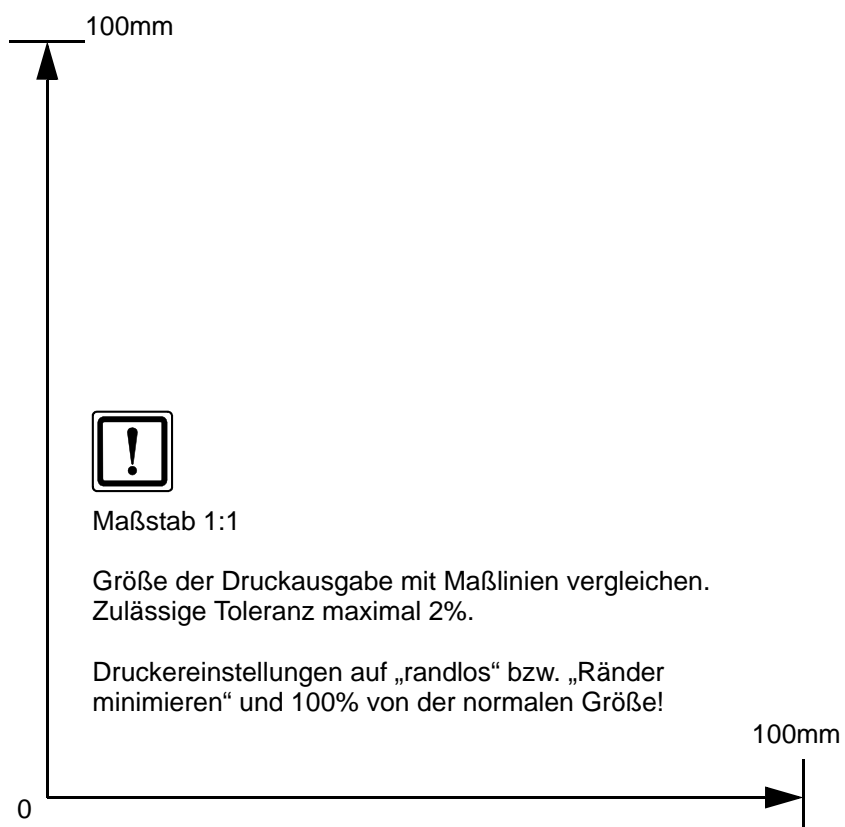 100mm
!
Maßstab 1:1
Größe der Druckausgabe mit Maßlinien vergleichen.
Zulässige Toleranz maximal 2%.
Druckereinstellungen auf „randlos“ bzw. „Ränder
minimieren“ und 100% von der normalen Größe!
100mm
0